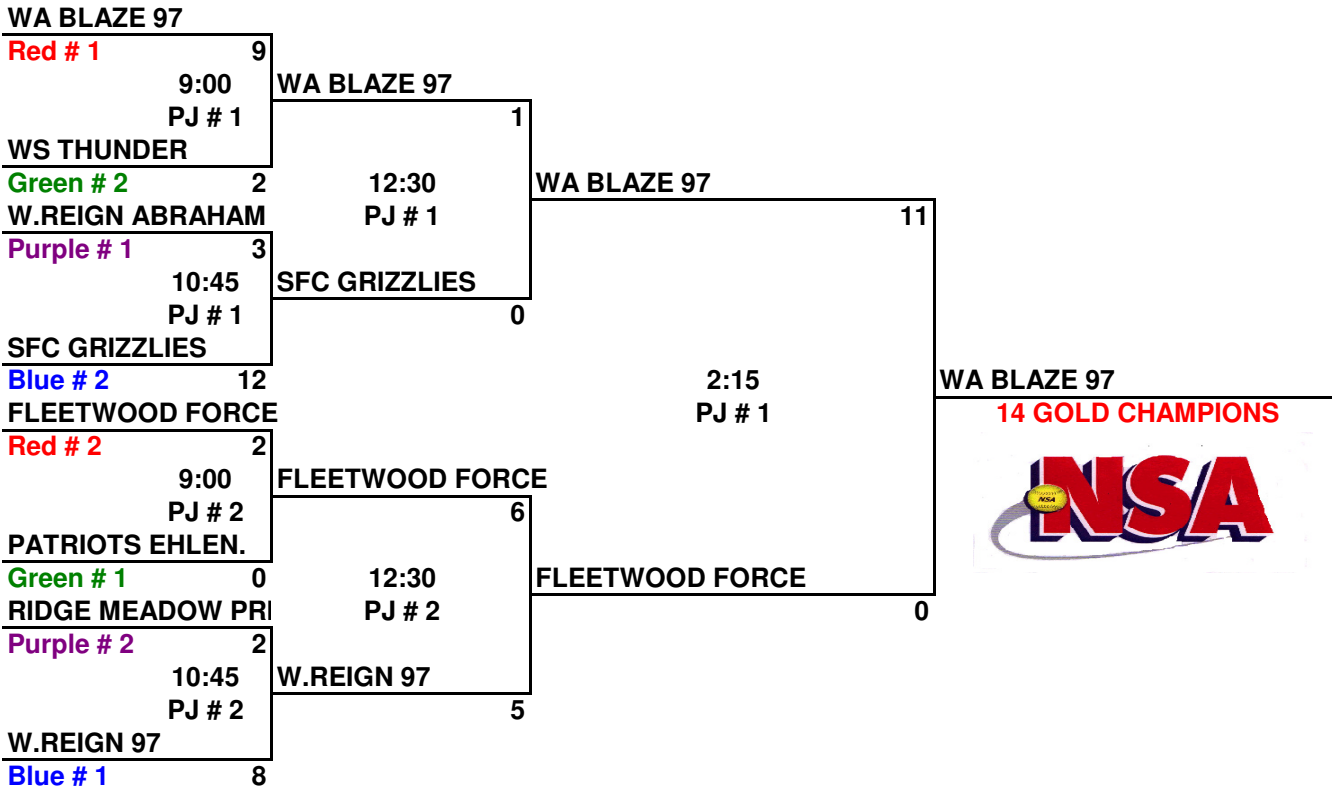 WA BLAZE 97
Red # 1 9
9:00 WA BLAZE 97
PJ # 1 1
WS THUNDER
Green # 2 2 12:30 WA BLAZE 97
W.REIGN ABRAHAM PJ # 1 11
Purple # 1 3
10:45 SFC GRIZZLIES
PJ # 1 0
SFC GRIZZLIES
Blue # 2 12 2:15 WA BLAZE 97
FLEETWOOD FORCE PJ # 1 14 GOLD CHAMPIONS
Red # 2 2
9:00 FLEETWOOD FORCE
PJ # 2 6
NSA
NSA
PATRIOTS EHLEN.
Green # 1 0 12:30 FLEETWOOD FORCE
RIDGE MEADOW PRI PJ # 2 0
Purple # 2 2
10:45 W.REIGN 97
PJ # 2 5
W.REIGN 97
Blue # 1 8